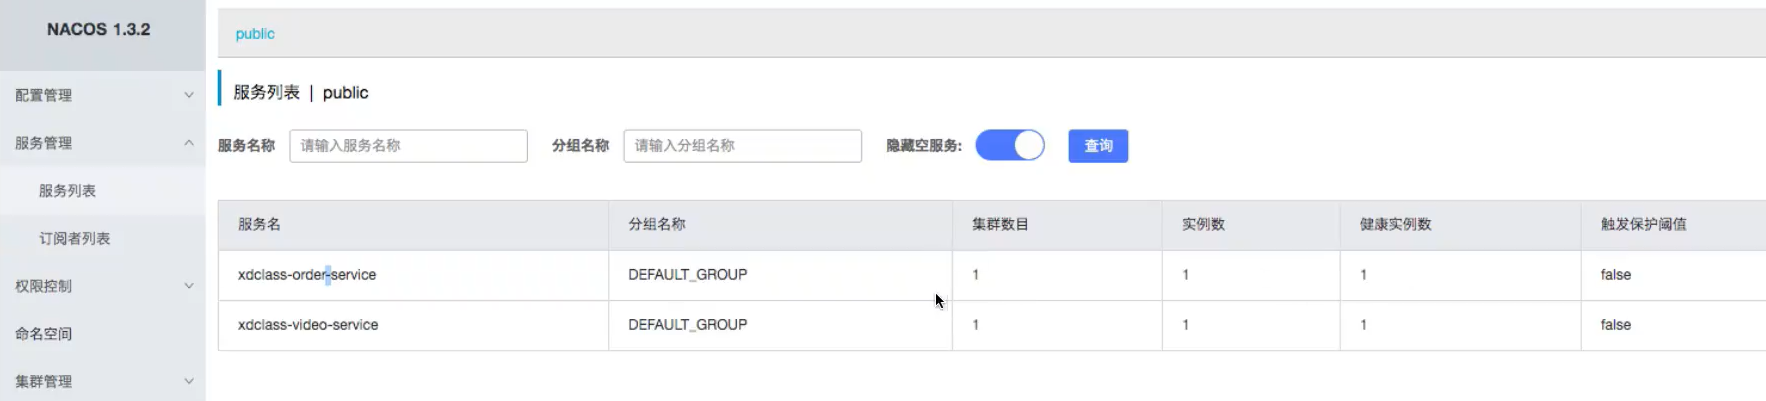 NACOS 1.3.2
配置管理
服务管理
服务列表
订阅者列表
权限控制
命名空间
集群管理
public
服务列表 | public
服务名称 请输入服务名称 分组名称 请输入分组名称 隐藏空服务: 查询
服务名 分组名称 集群数目 实例数 健康实例数 触发保护阈值
xdclass-order-service DEFAULT_GROUP 1 1 1 false
xdclass-video-service DEFAULT_GROUP 1 1 1 false